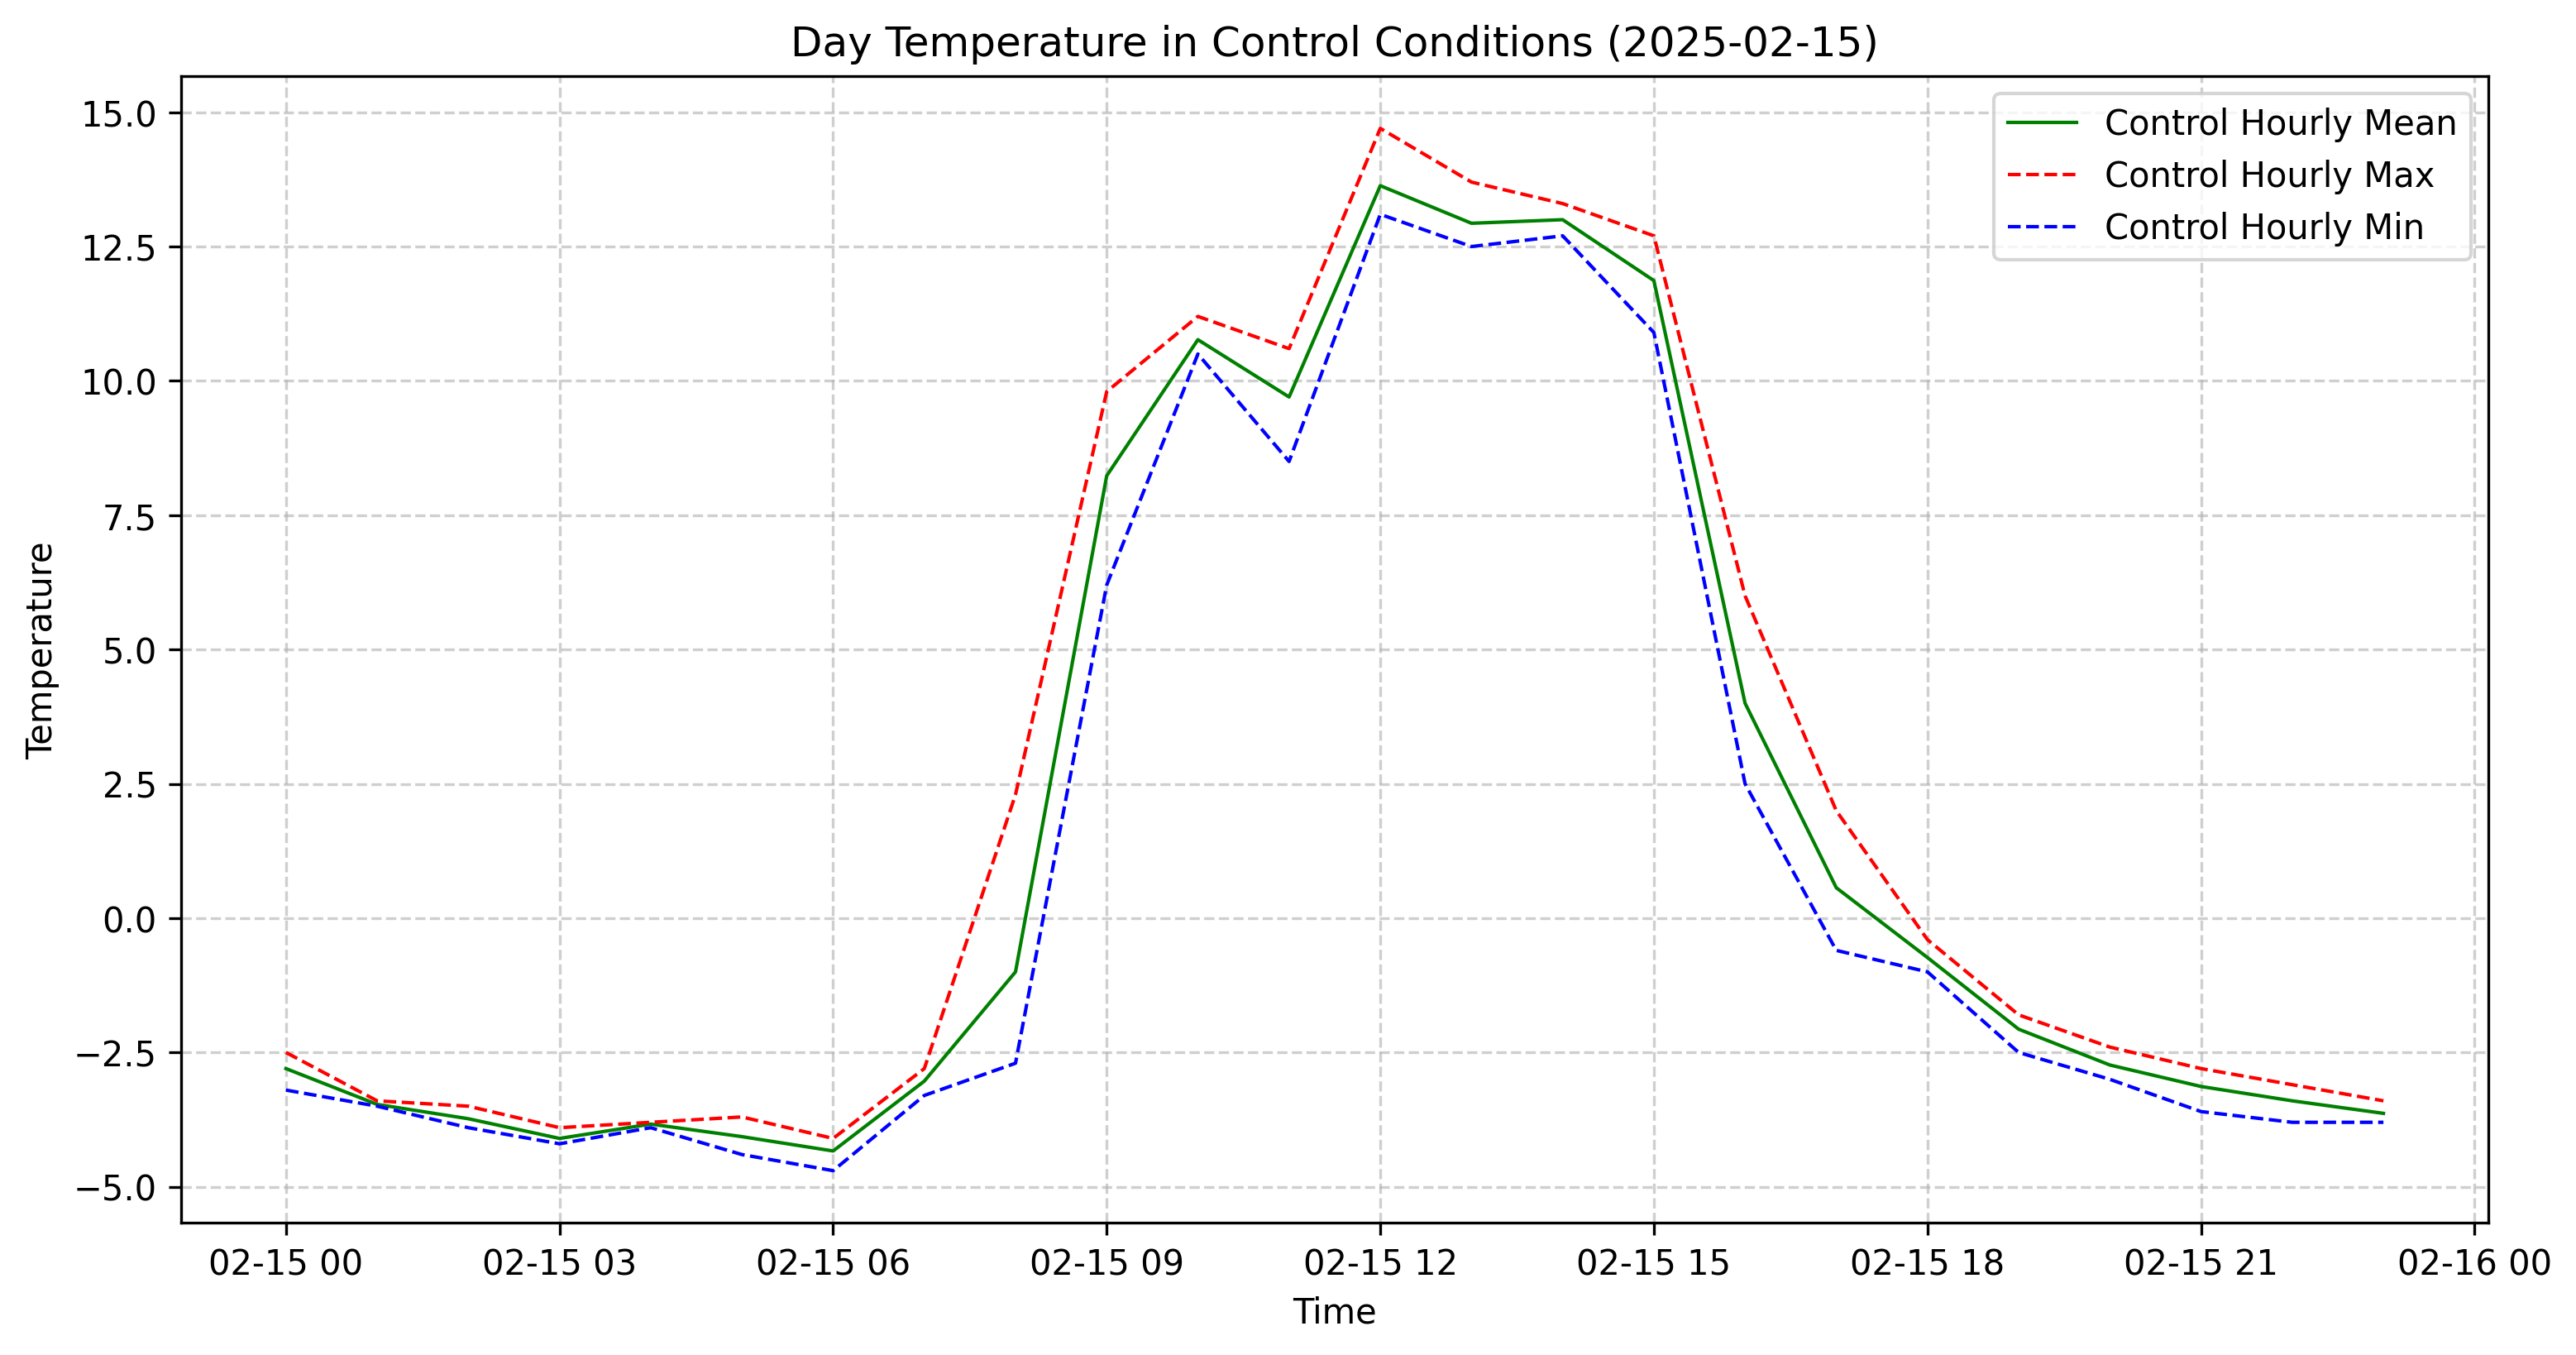 Day Temperature in Control Conditions (2025-02-15)
Control Hourly Mean
Control Hourly Max
Control Hourly Min
Temperature
15.0
12.5
10.0
7.5
5.0
2.5
0.0
−2.5
−5.0
02-15 00 02-15 03 02-15 06 02-15 09 02-15 12 02-15 15 02-15 18 02-15 21 02-16 00
Time